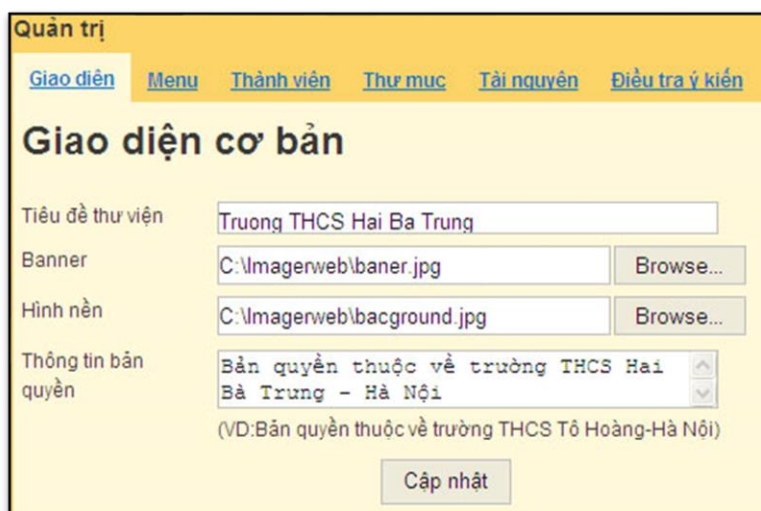 Quản trị
Giao diên Menu Thành viên Thư mục Tài nguyên Điều tra ý kiến
Giao diện cơ bản
Tiêu đề thư viện Truong THCS Hai Ba Trung
Banner C:\Imagerweb\baner.jpg Browse...
Hình nền C:\Imagerweb\bacground.jpg Browse...
Thông tin bản quyền Bản quyền thuộc về trường THCS Hai
Bà Trưng - Hà Nội
(VD:Bản quyền thuộc về trường THCS Tô Hoàng-Hà Nội)
Cập nhật